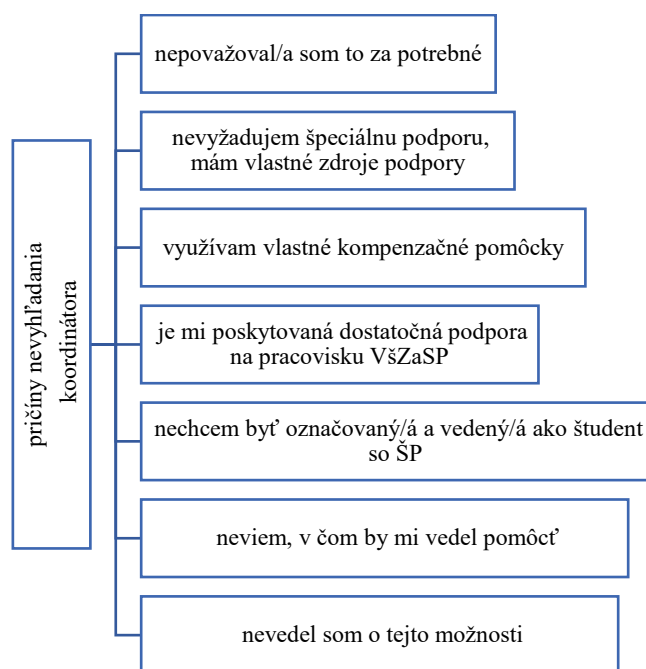 pričíny nevyhľadania
koordinátora
nepovažoval/a som to za potrebné
nevyžadujem špeciálnu podporu,
mám vlastné zdroje podpory
využívam vlastné kompenzačné pomôcky
je mi poskytovaná dostatočná podpora
na pracovisku VšZaSP
nechcem byť označovaný/á a vedený/á ako študent
so ŠP
neviem, v čom by mi vedel pomôcť
nevedel som o tejto možnosti